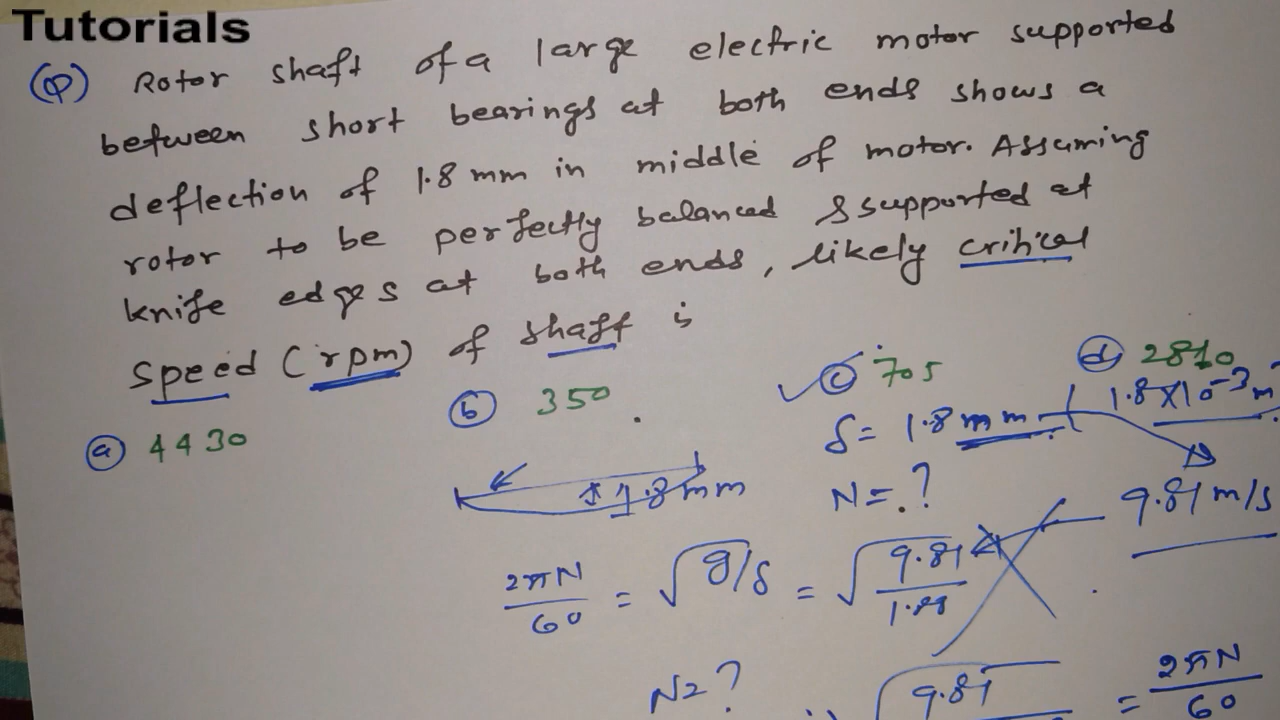 Tutorials
(Q) Rotor shaft of a large electric motor supported
between short bearings at both ends shows a
deflection of 1.8 mm in middle of motor. Assuming
rotor to be perfectly balanced & supported at
knife edges at both ends, likely critical
speed (rpm) of shaft is
(a) 4430 (b) 350 (c) 705 (d) 2810
δ = 1.8 mm 1.8×10⁻³ m
1.8 mm N = ? 9.81 m/s
2πN/60 = √g/δ = √9.81/
N = ? √9.81 = 2πN/60